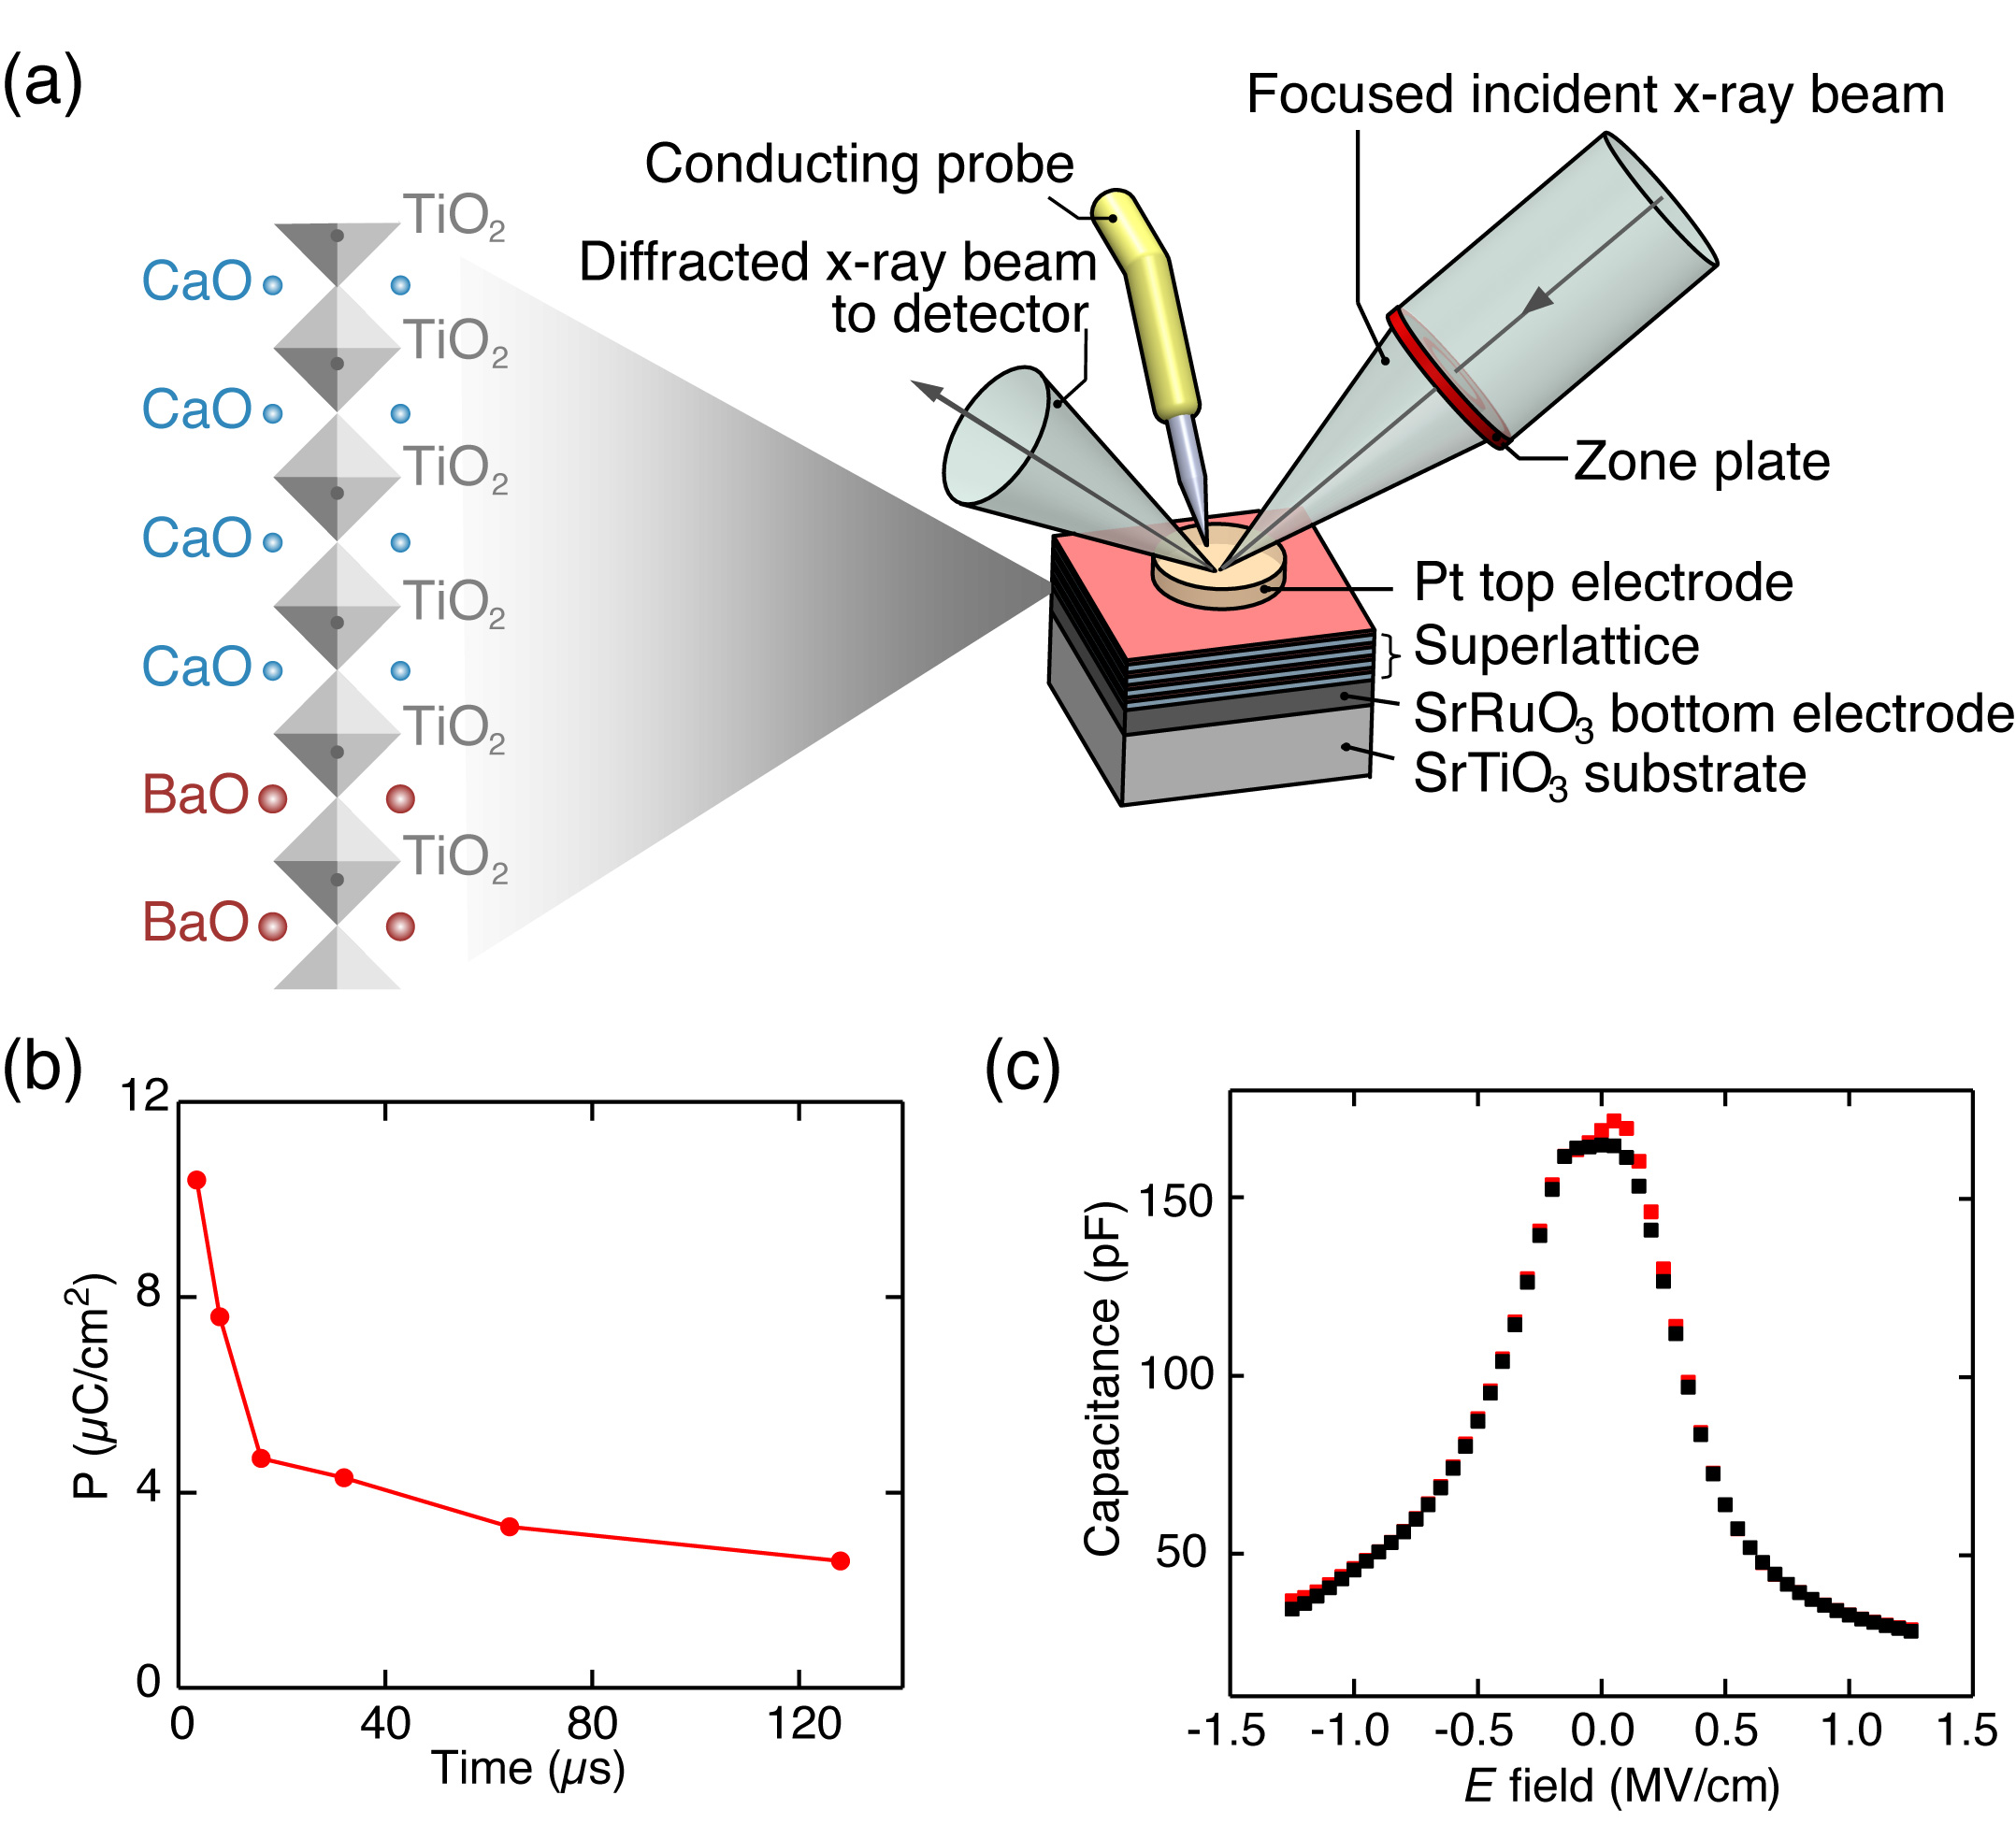 (a)
Focused incident x-ray beam
Conducting probe
Diffracted x-ray beam
to detector
Zone plate
Pt top electrode
Superlattice
SrRuO3 bottom electrode
SrTiO3 substrate
TiO2
CaO
TiO2
CaO
TiO2
CaO
TiO2
CaO
TiO2
BaO
TiO2
BaO
(b)
12
8
4
0
P (μC/cm2)
0 40 80 120
Time (μs)
(c)
150
100
50
Capacitance (pF)
-1.5 -1.0 -0.5 0.0 0.5 1.0 1.5
E field (MV/cm)